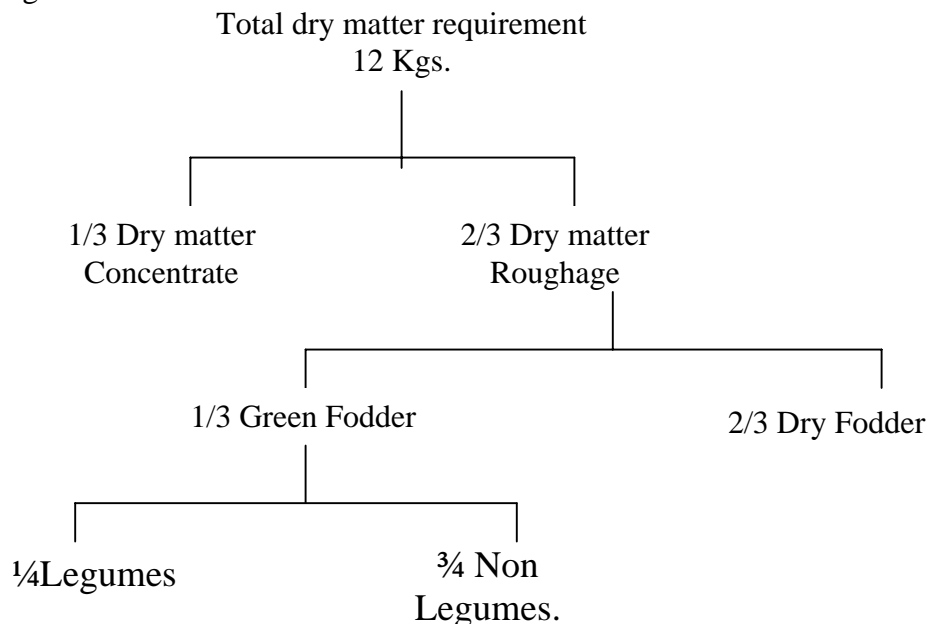 Total dry matter requirement
12 Kgs.
1/3 Dry matter
Concentrate
2/3 Dry matter
Roughage
1/3 Green Fodder
2/3 Dry Fodder
¼Legumes
¾ Non
Legumes.